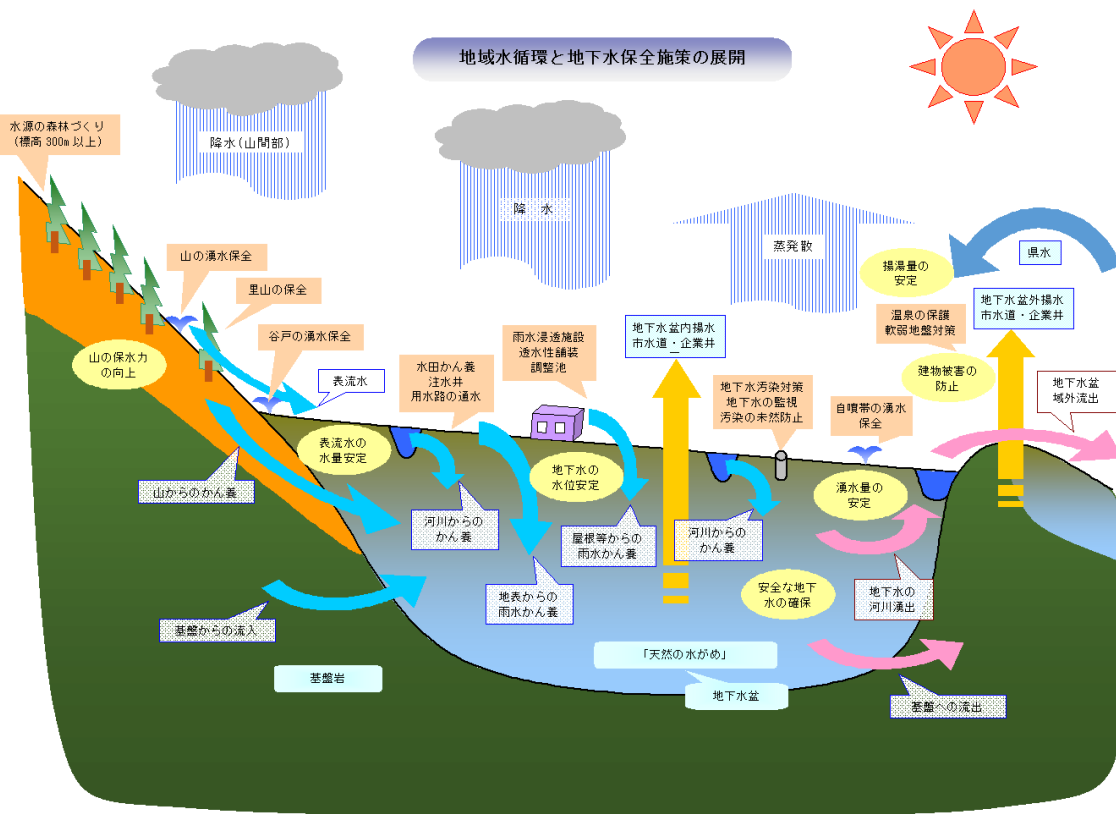 地域水循環と地下水保全施策の展開
水源の森林づくり
(標高300m以上)
降水(山間部)
降 水
蒸発散
県水
揚湯量の
安定
山の湧水保全
里山の保全
谷戸の湧水保全
雨水浸透施設
透水性舗装
調整池
地下水盆内揚水
市水道・企業井
地下水盆外揚水
市水道・企業井
温泉の保護
軟弱地盤対策
建物被害の
防止
地下水盆
域外流出
山の保水力
の向上
表流水
水田かん養
注水井
用水路の通水
地下水汚染対策
地下水の監視
汚染の未然防止
自噴帯の湧水
保全
表流水の
水量安定
地下水の
水位安定
湧水量の
安定
山からのかん養
河川からの
かん養
屋根等からの
雨水かん養
河川からの
かん養
地表からの
雨水かん養
安全な地下
水の確保
地下水の
河川湧出
基盤からの流入
「天然の水がめ」
基盤岩
地下水盆
基盤への流出